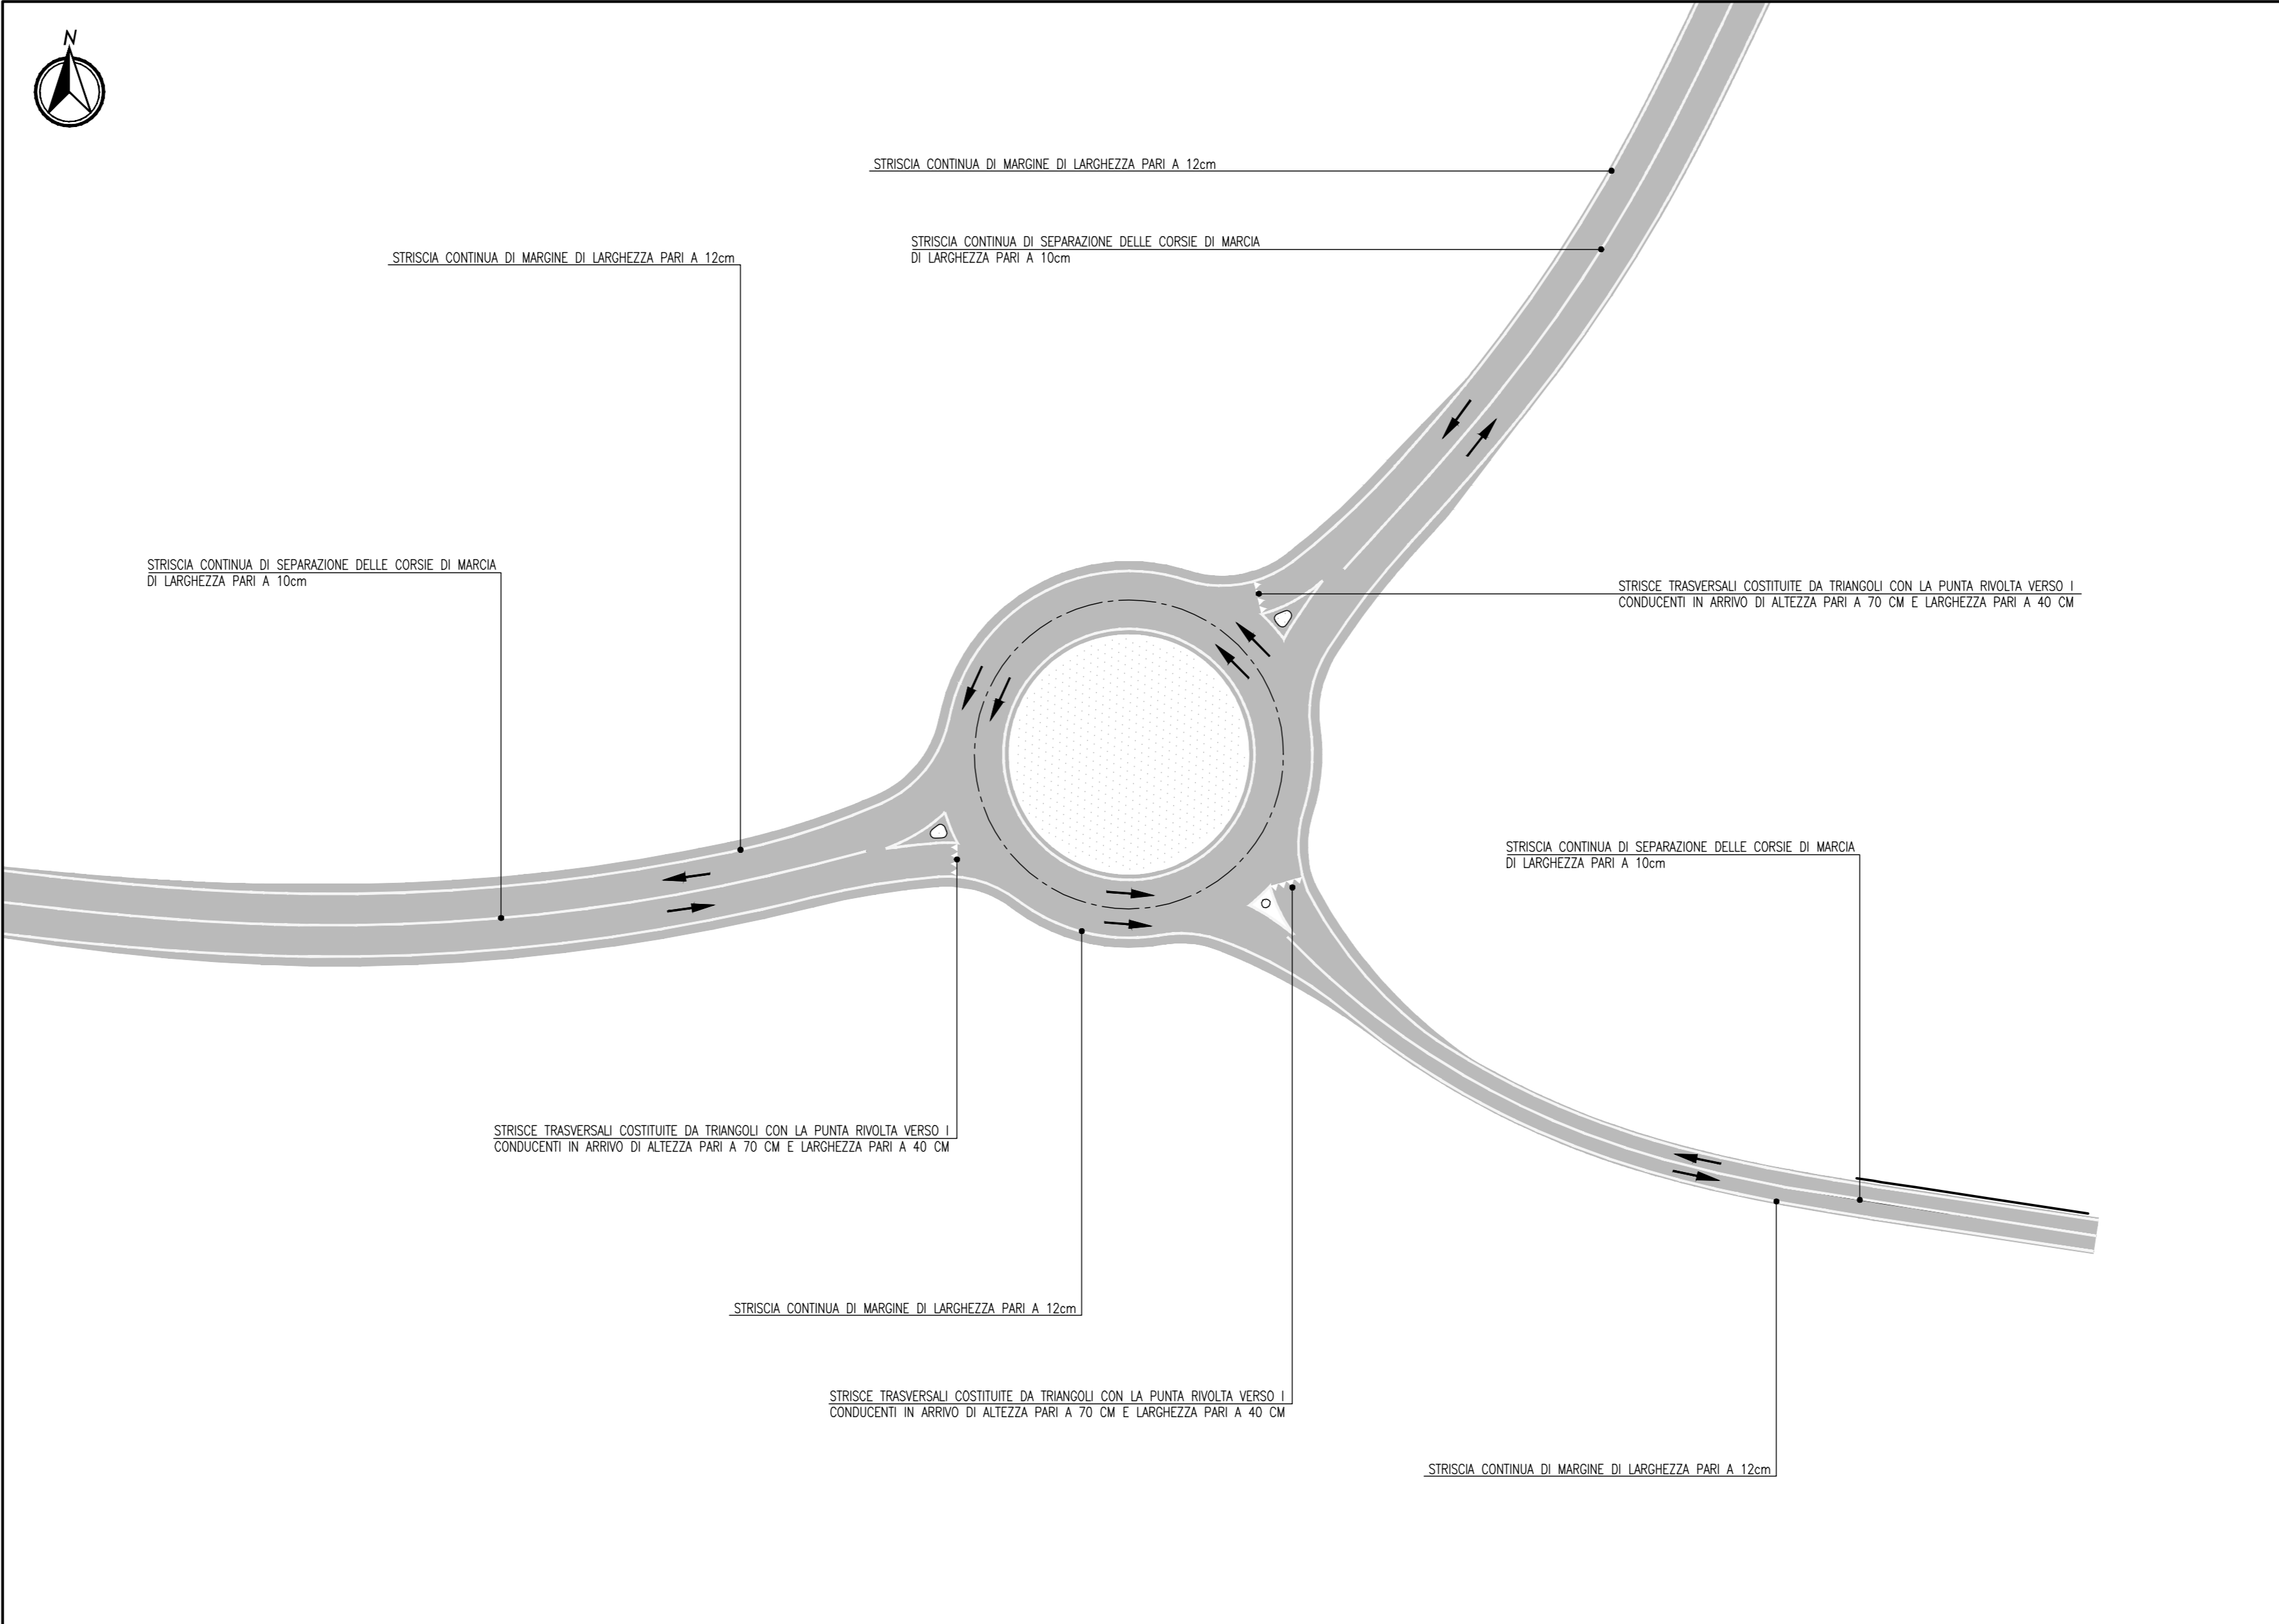 N
STRISCIA CONTINUA DI MARGINE DI LARGHEZZA PARI A 12cm
STRISCIA CONTINUA DI SEPARAZIONE DELLE CORSIE DI MARCIA
DI LARGHEZZA PARI A 10cm
STRISCIA CONTINUA DI MARGINE DI LARGHEZZA PARI A 12cm
STRISCIA CONTINUA DI SEPARAZIONE DELLE CORSIE DI MARCIA
DI LARGHEZZA PARI A 10cm
STRISCE TRASVERSALI COSTITUITE DA TRIANGOLI CON LA PUNTA RIVOLTA VERSO I
CONDUCENTI IN ARRIVO DI ALTEZZA PARI A 70 CM E LARGHEZZA PARI A 40 CM
STRISCIA CONTINUA DI SEPARAZIONE DELLE CORSIE DI MARCIA
DI LARGHEZZA PARI A 10cm
STRISCE TRASVERSALI COSTITUITE DA TRIANGOLI CON LA PUNTA RIVOLTA VERSO I
CONDUCENTI IN ARRIVO DI ALTEZZA PARI A 70 CM E LARGHEZZA PARI A 40 CM
STRISCIA CONTINUA DI MARGINE DI LARGHEZZA PARI A 12cm
STRISCE TRASVERSALI COSTITUITE DA TRIANGOLI CON LA PUNTA RIVOLTA VERSO I
CONDUCENTI IN ARRIVO DI ALTEZZA PARI A 70 CM E LARGHEZZA PARI A 40 CM
STRISCIA CONTINUA DI MARGINE DI LARGHEZZA PARI A 12cm